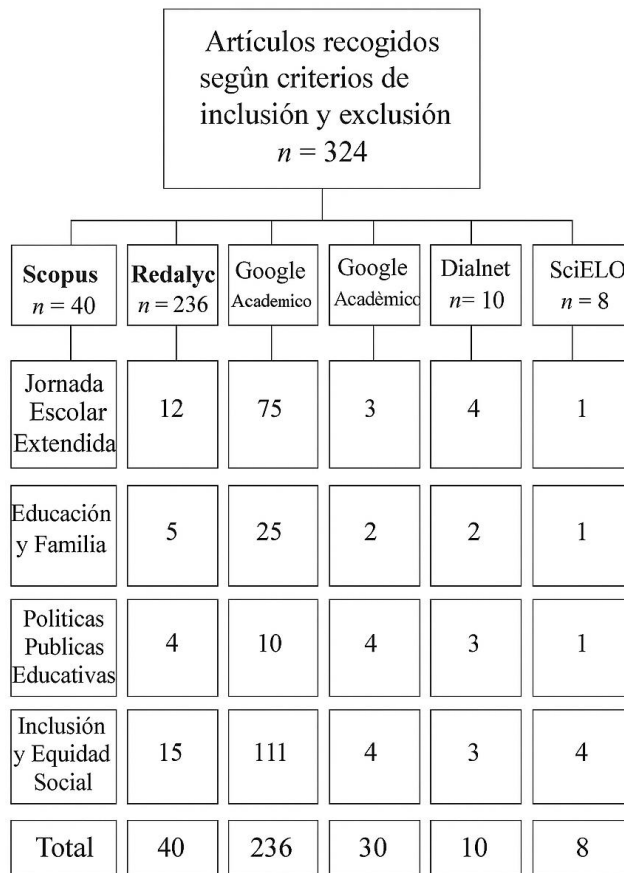 Artículos recogidos
segûn criterios de
inclusión y exclusión
n = 324
Scopus
n = 40
Redalyc
n = 236
Google
Academico
Google
Acadèmico
Dialnet
n= 10
SciELO
n = 8
Jornada
Escolar
Extendida
12
75
3
4
1
Educación
y Familia
5
25
2
2
1
Politicas
Publicas
Educativas
4
10
4
3
1
Inclusión
y Equidad
Social
15
111
4
3
4
Total
40
236
30
10
8